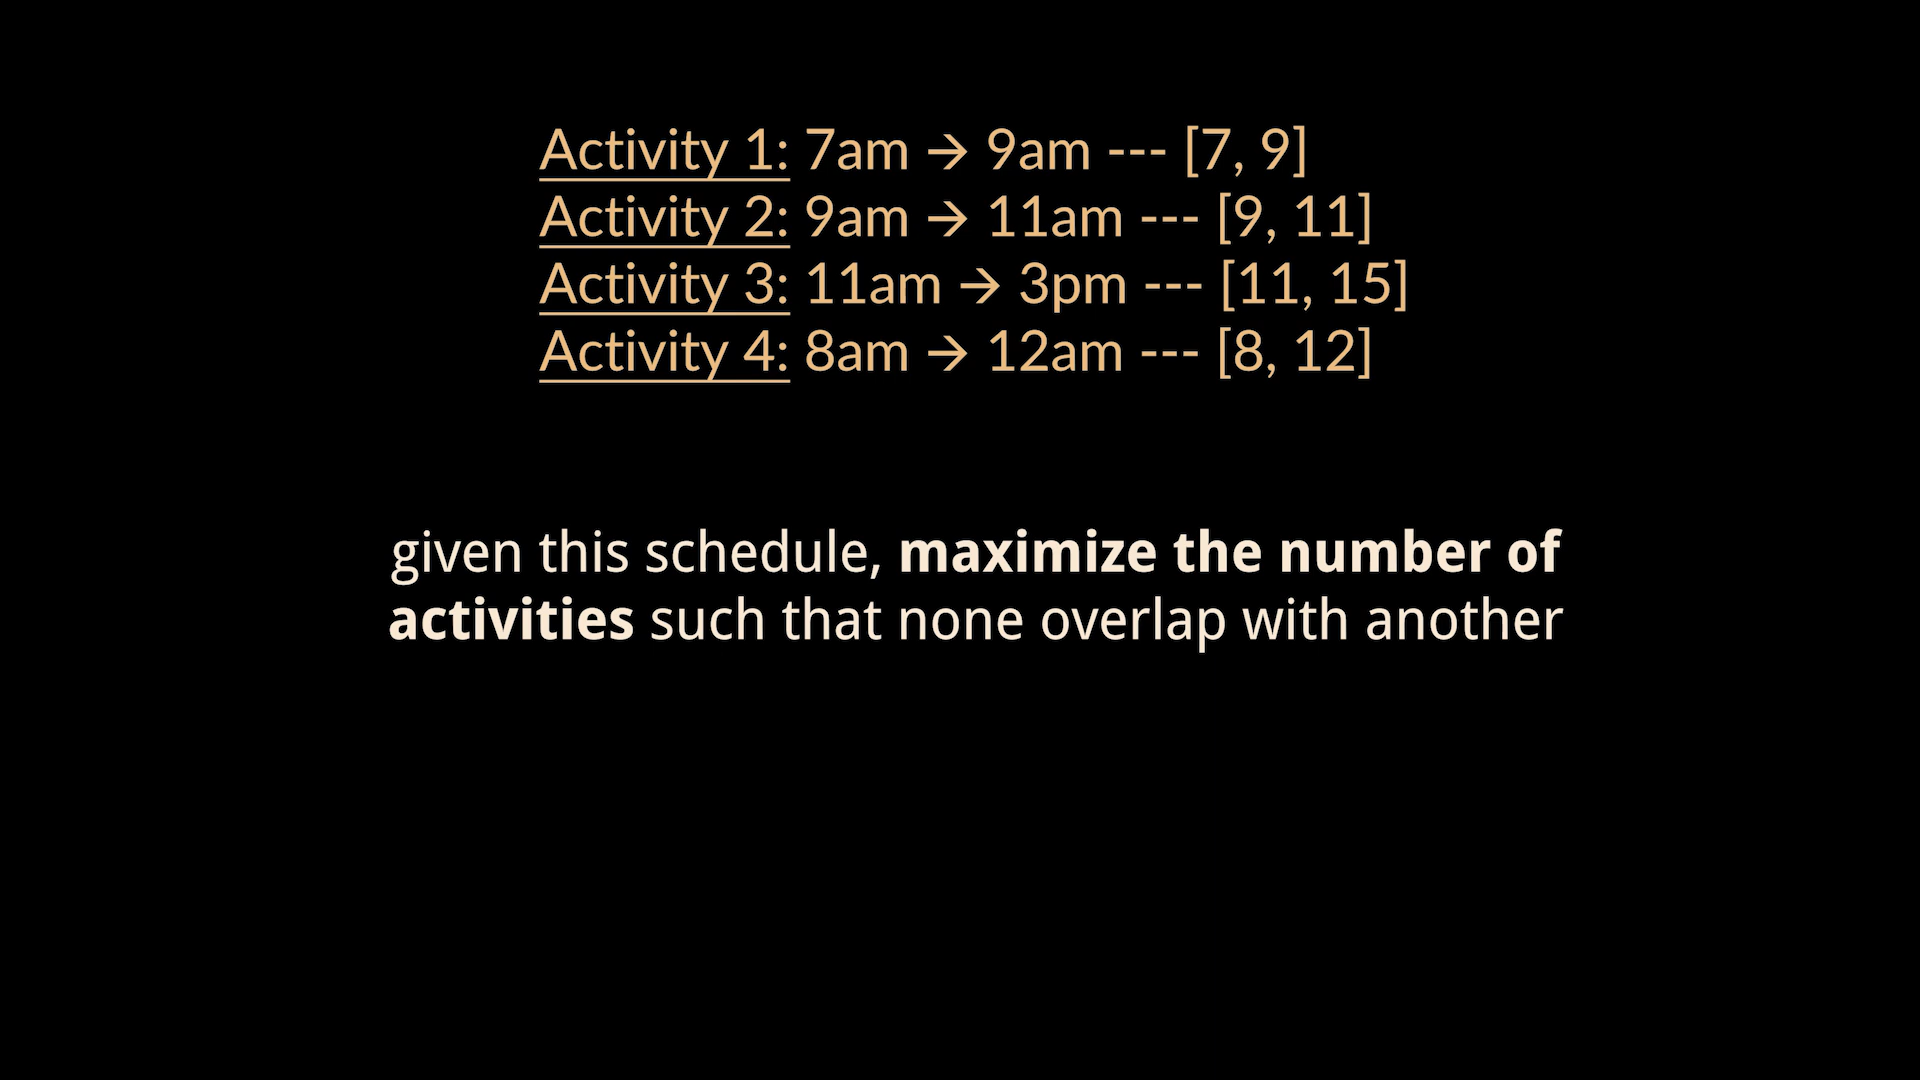 Activity 1: 7am → 9am --- [7, 9]
Activity 2: 9am → 11am --- [9, 11]
Activity 3: 11am → 3pm --- [11, 15]
Activity 4: 8am → 12am --- [8, 12]
given this schedule, maximize the number of
activities such that none overlap with another